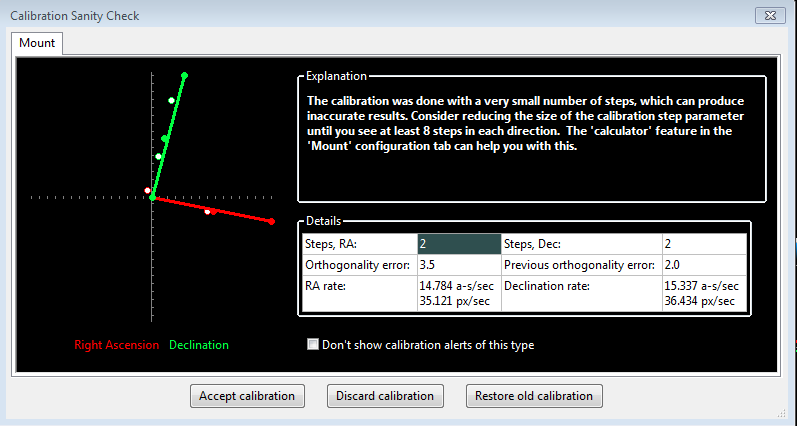 Calibration Sanity Check
Mount
Explanation
The calibration was done with a very small number of steps, which can produce
inaccurate results. Consider reducing the size of the calibration step parameter
until you see at least 8 steps in each direction.  The 'calculator' feature in the
'Mount' configuration tab can help you with this.
Details
Steps, RA: 2 Steps, Dec: 2
Orthogonality error: 3.5 Previous orthogonality error: 2.0
RA rate: 14.784 a-s/sec Declination rate: 15.337 a-s/sec
35.121 px/sec 36.434 px/sec
Right Ascension Declination
Don't show calibration alerts of this type
Accept calibration Discard calibration Restore old calibration